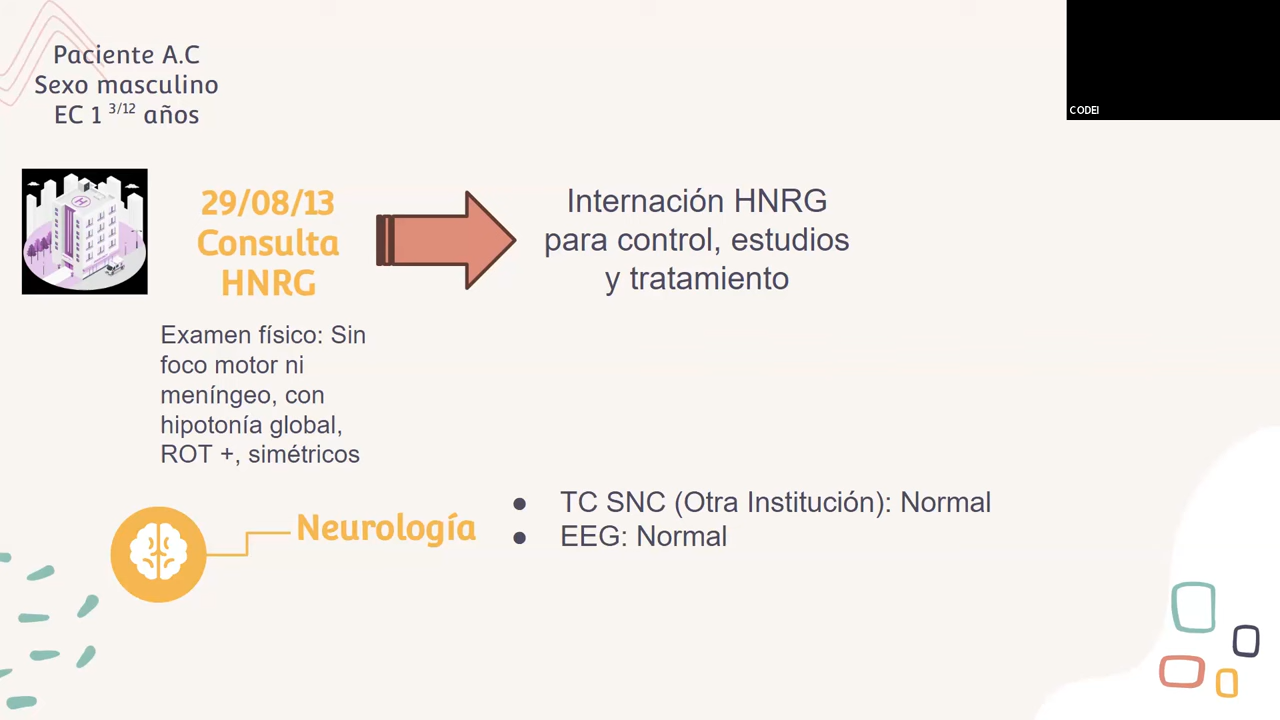 Paciente A.C
Sexo masculino
EC 1 3/12 años
CODEI
29/08/13
Consulta
HNRG
Internación HNRG
para control, estudios
y tratamiento
Examen físico: Sin
foco motor ni
meníngeo, con
hipotonía global,
ROT +, simétricos
Neurología
● TC SNC (Otra Institución): Normal
● EEG: Normal